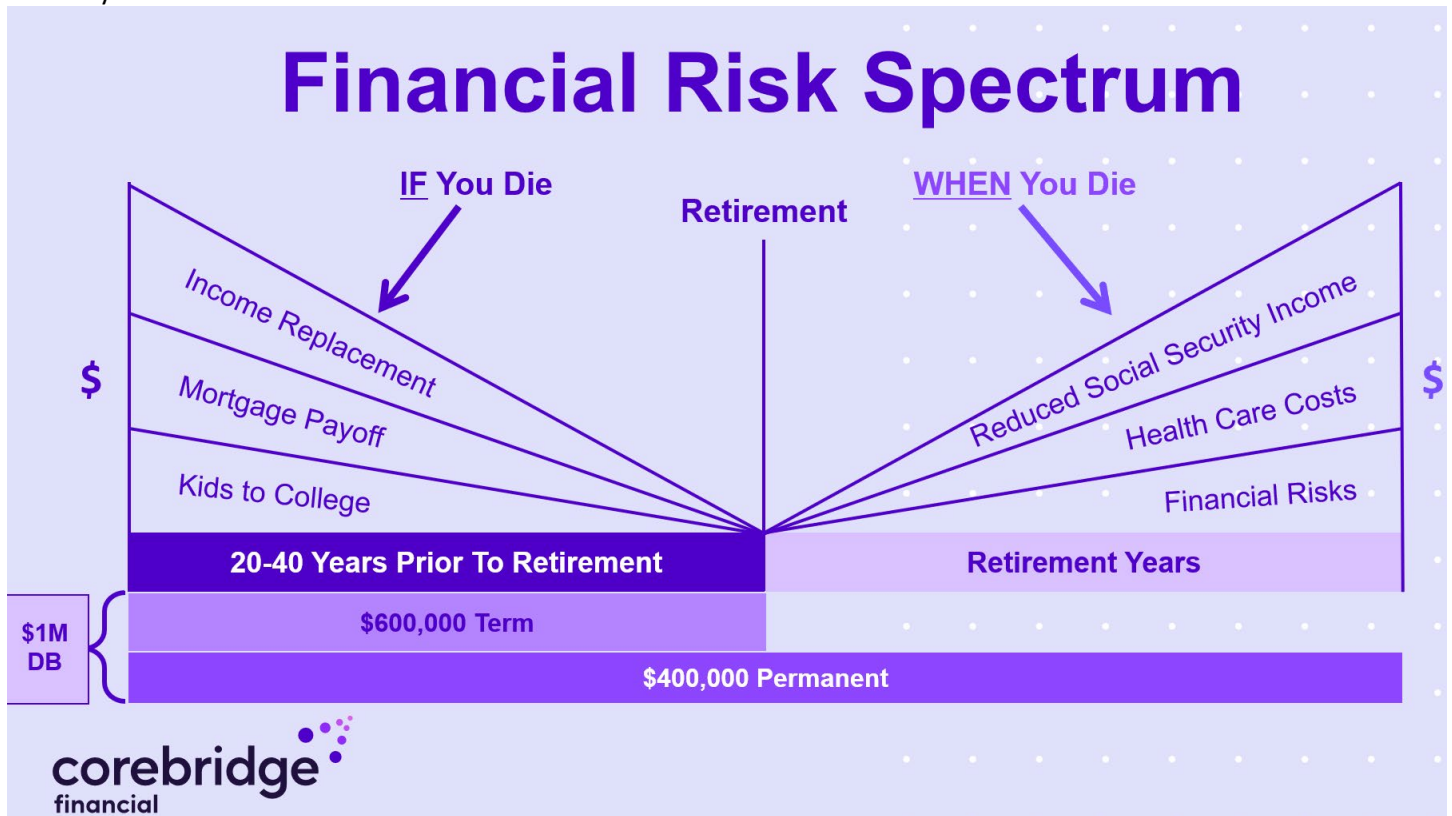 Financial Risk Spectrum
IF You Die
WHEN You Die
Retirement
Income Replacement
Mortgage Payoff
Kids to College
Reduced Social Security Income
Health Care Costs
Financial Risks
$
$
20-40 Years Prior To Retirement
Retirement Years
$1M
DB
$600,000 Term
$400,000 Permanent
corebridge
financial